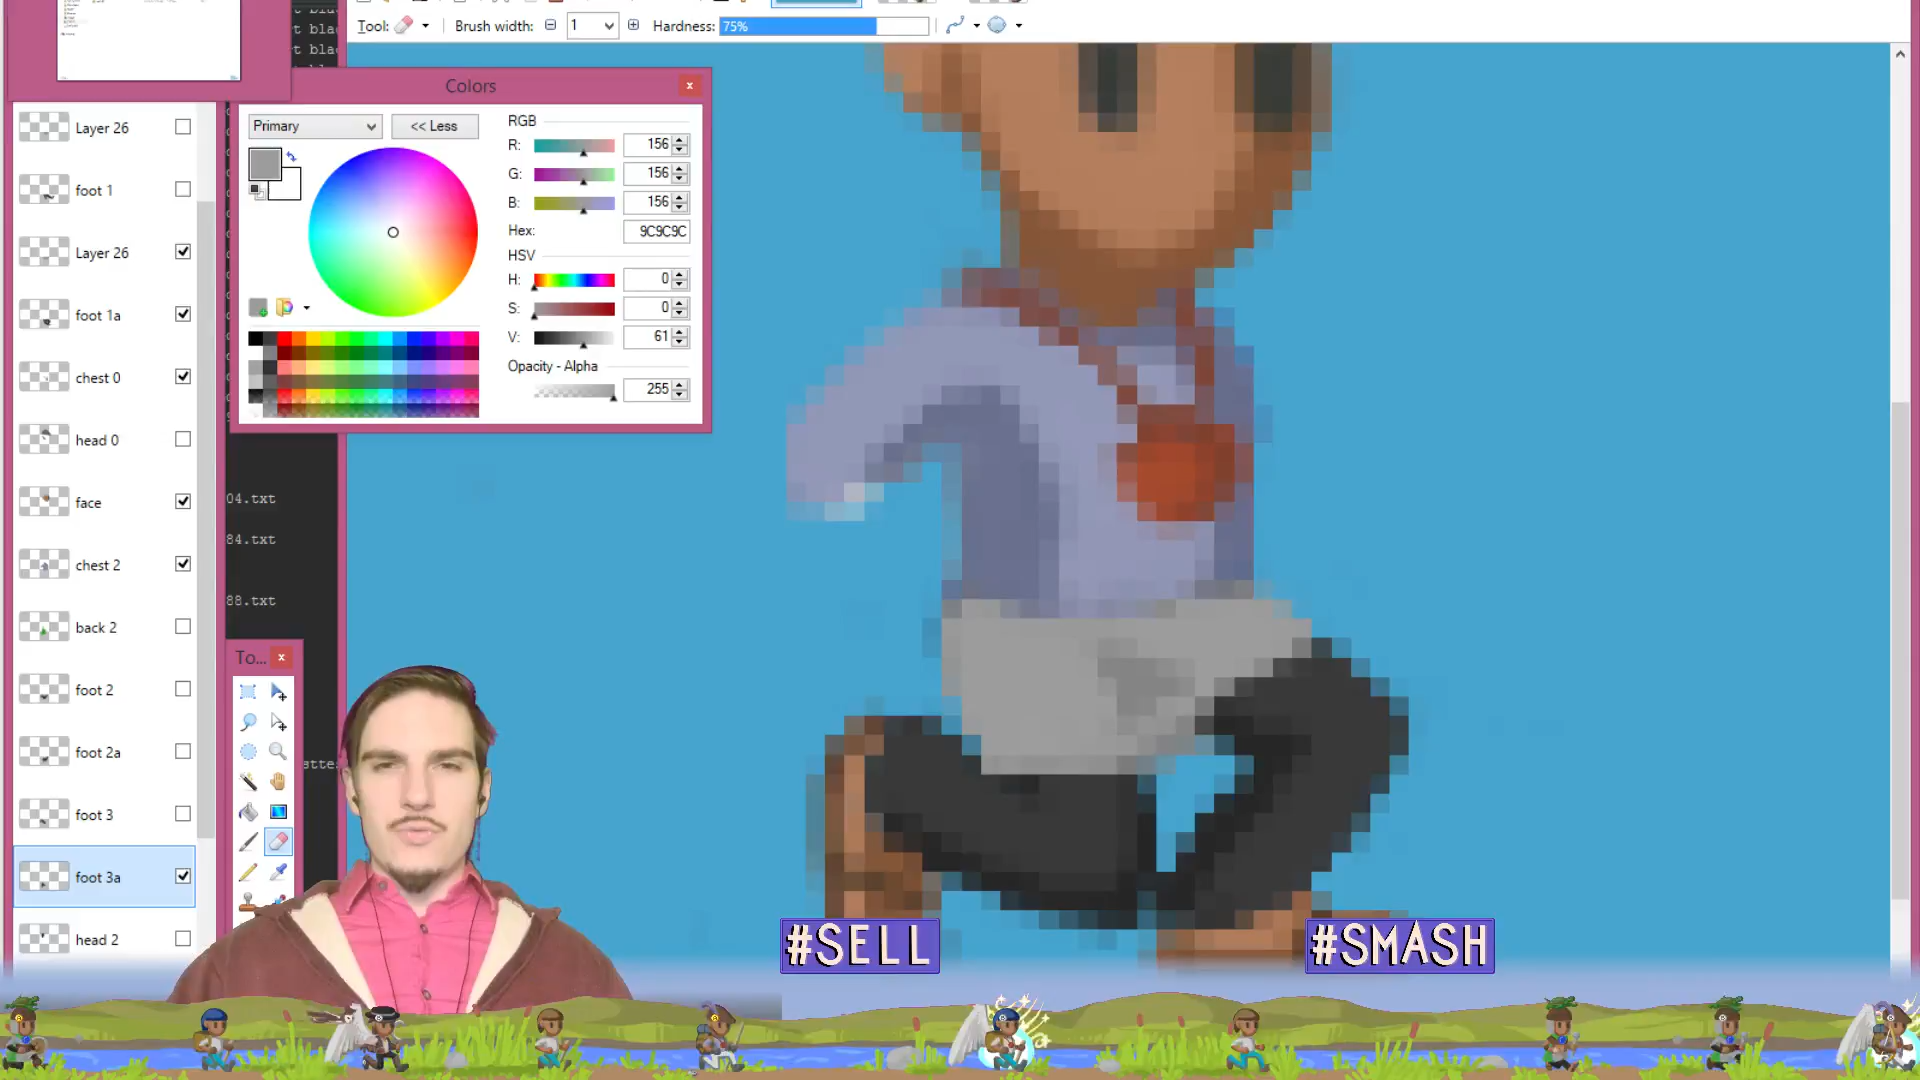 Tool:
Brush width:
1
Hardness:
75%
Colors
x
Primary
<< Less
RGB
R:
156
G:
156
B:
156
Hex:
9C9C9C
HSV
H:
0
S:
0
V:
61
Opacity - Alpha
255
Layer 26
foot 1
Layer 26
foot 1a
chest 0
head 0
face
chest 2
back 2
foot 2
foot 2a
foot 3
foot 3a
head 2
t blac
t blac
04.txt
84.txt
88.txt
To...
x
#SELL
#SMASH